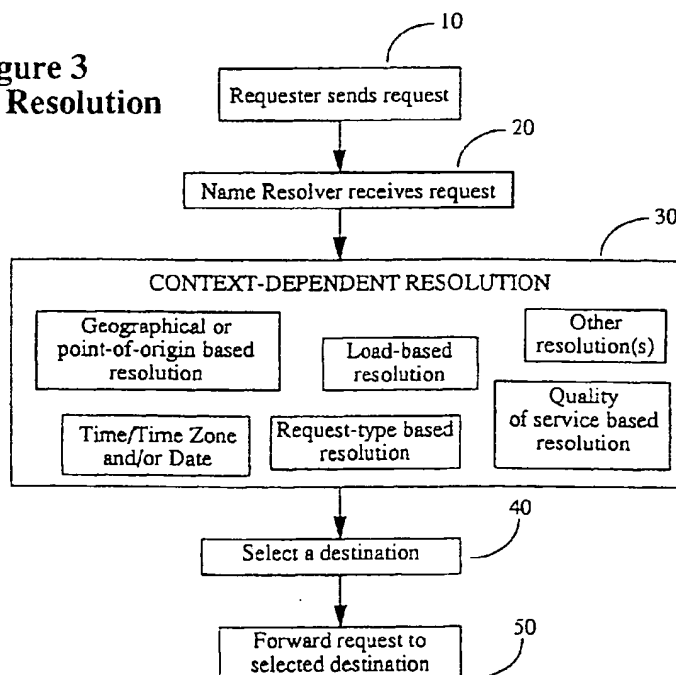 gure 3
Resolution
10
Requester sends request
20
Name Resolver receives request
30
CONTEXT-DEPENDENT RESOLUTION
Geographical or
point-of-origin based
resolution
Load-based
resolution
Other
resolution(s)
Time/Time Zone
and/or Date
Request-type based
resolution
Quality
of service based
resolution
40
Select a destination
50
Forward request to
selected destination